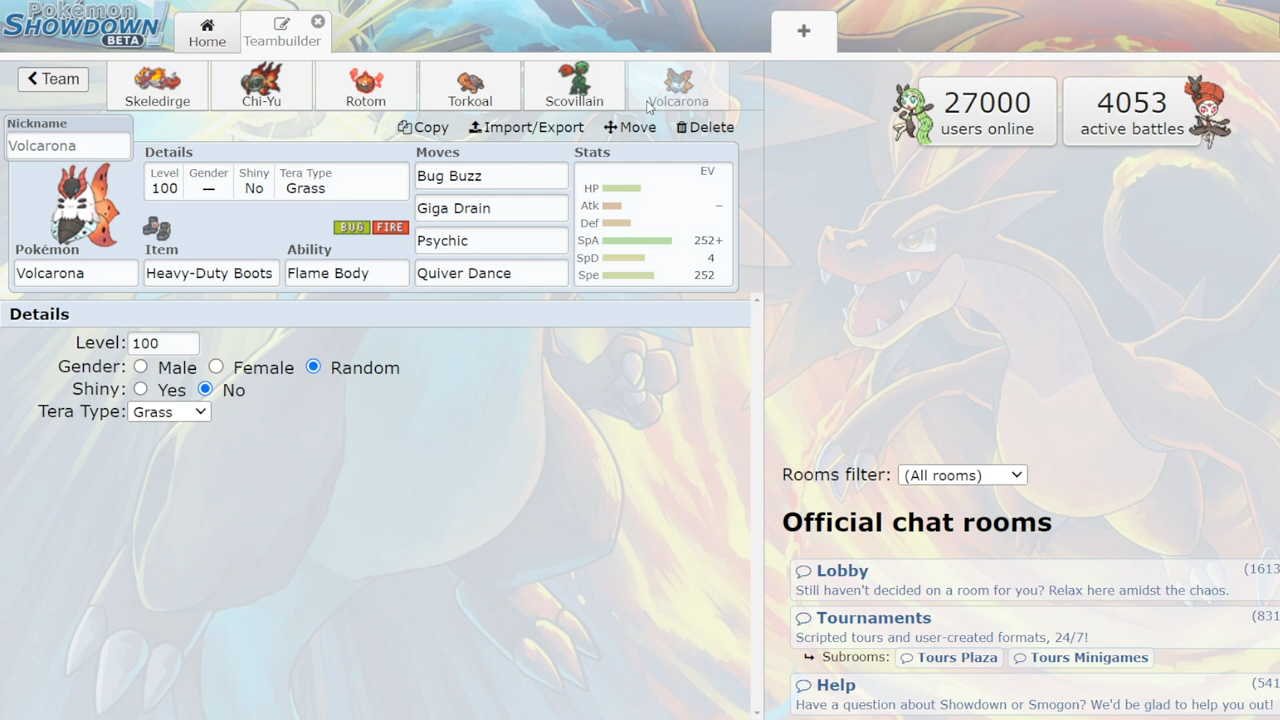 Pokémon
SHOWDOWN
BETA
Home
Teambuilder
+
Team
Skeledirge
Chi-Yu
Rotom
Torkoal
Scovillain
Volcarona
27000
users online
4053
active battles
Nickname
Volcarona
Copy
Import/Export
Move
Delete
Details
Level
100
Gender
—
Shiny
No
Tera Type
Grass
BUG FIRE
Pokémon
Volcarona
Item
Heavy-Duty Boots
Ability
Flame Body
Moves
Bug Buzz
Giga Drain
Psychic
Quiver Dance
Stats
EV
HP
Atk –
Def
SpA 252+
SpD 4
Spe 252
Details
Level: 100
Gender: Male Female Random
Shiny: Yes No
Tera Type: Grass
Rooms filter: (All rooms)
Official chat rooms
Lobby (1613
Still haven't decided on a room for you? Relax here amidst the chaos.
Tournaments (831
Scripted tours and user-created formats, 24/7!
Subrooms: Tours Plaza Tours Minigames
Help (541
Have a question about Showdown or Smogon? We'd be glad to help you out!